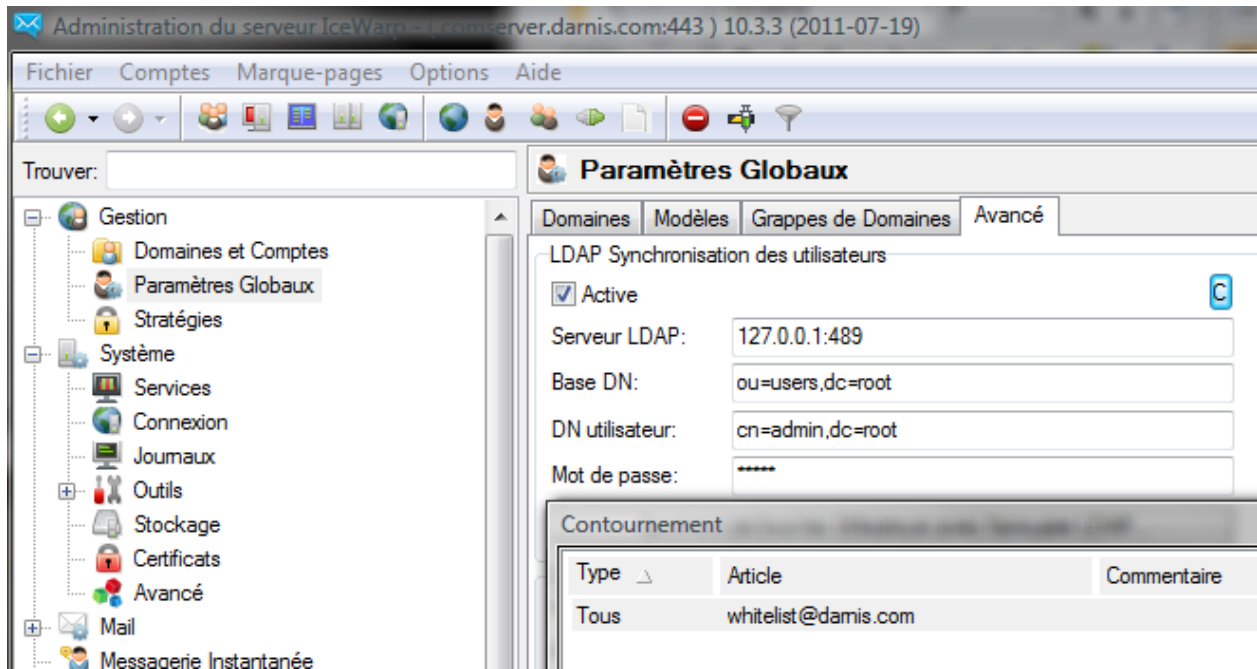 Administration du serveur IceWarp - ( comserver.darnis.com:443 ) 10.3.3 (2011-07-19)
Fichier Comptes Marque-pages Options Aide
Trouver:
Paramètres Globaux
Gestion
Domaines et Comptes
Paramètres Globaux
Stratégies
Système
Services
Connexion
Journaux
Outils
Stockage
Certificats
Avancé
Mail
Messagerie Instantanée
Domaines Modèles Grappes de Domaines Avancé
LDAP Synchronisation des utilisateurs
Active
C
Serveur LDAP: 127.0.0.1:489
Base DN: ou=users,dc=root
DN utilisateur: cn=admin,dc=root
Mot de passe: *****
Contournement
Type Article Commentaire
Tous whitelist@darnis.com